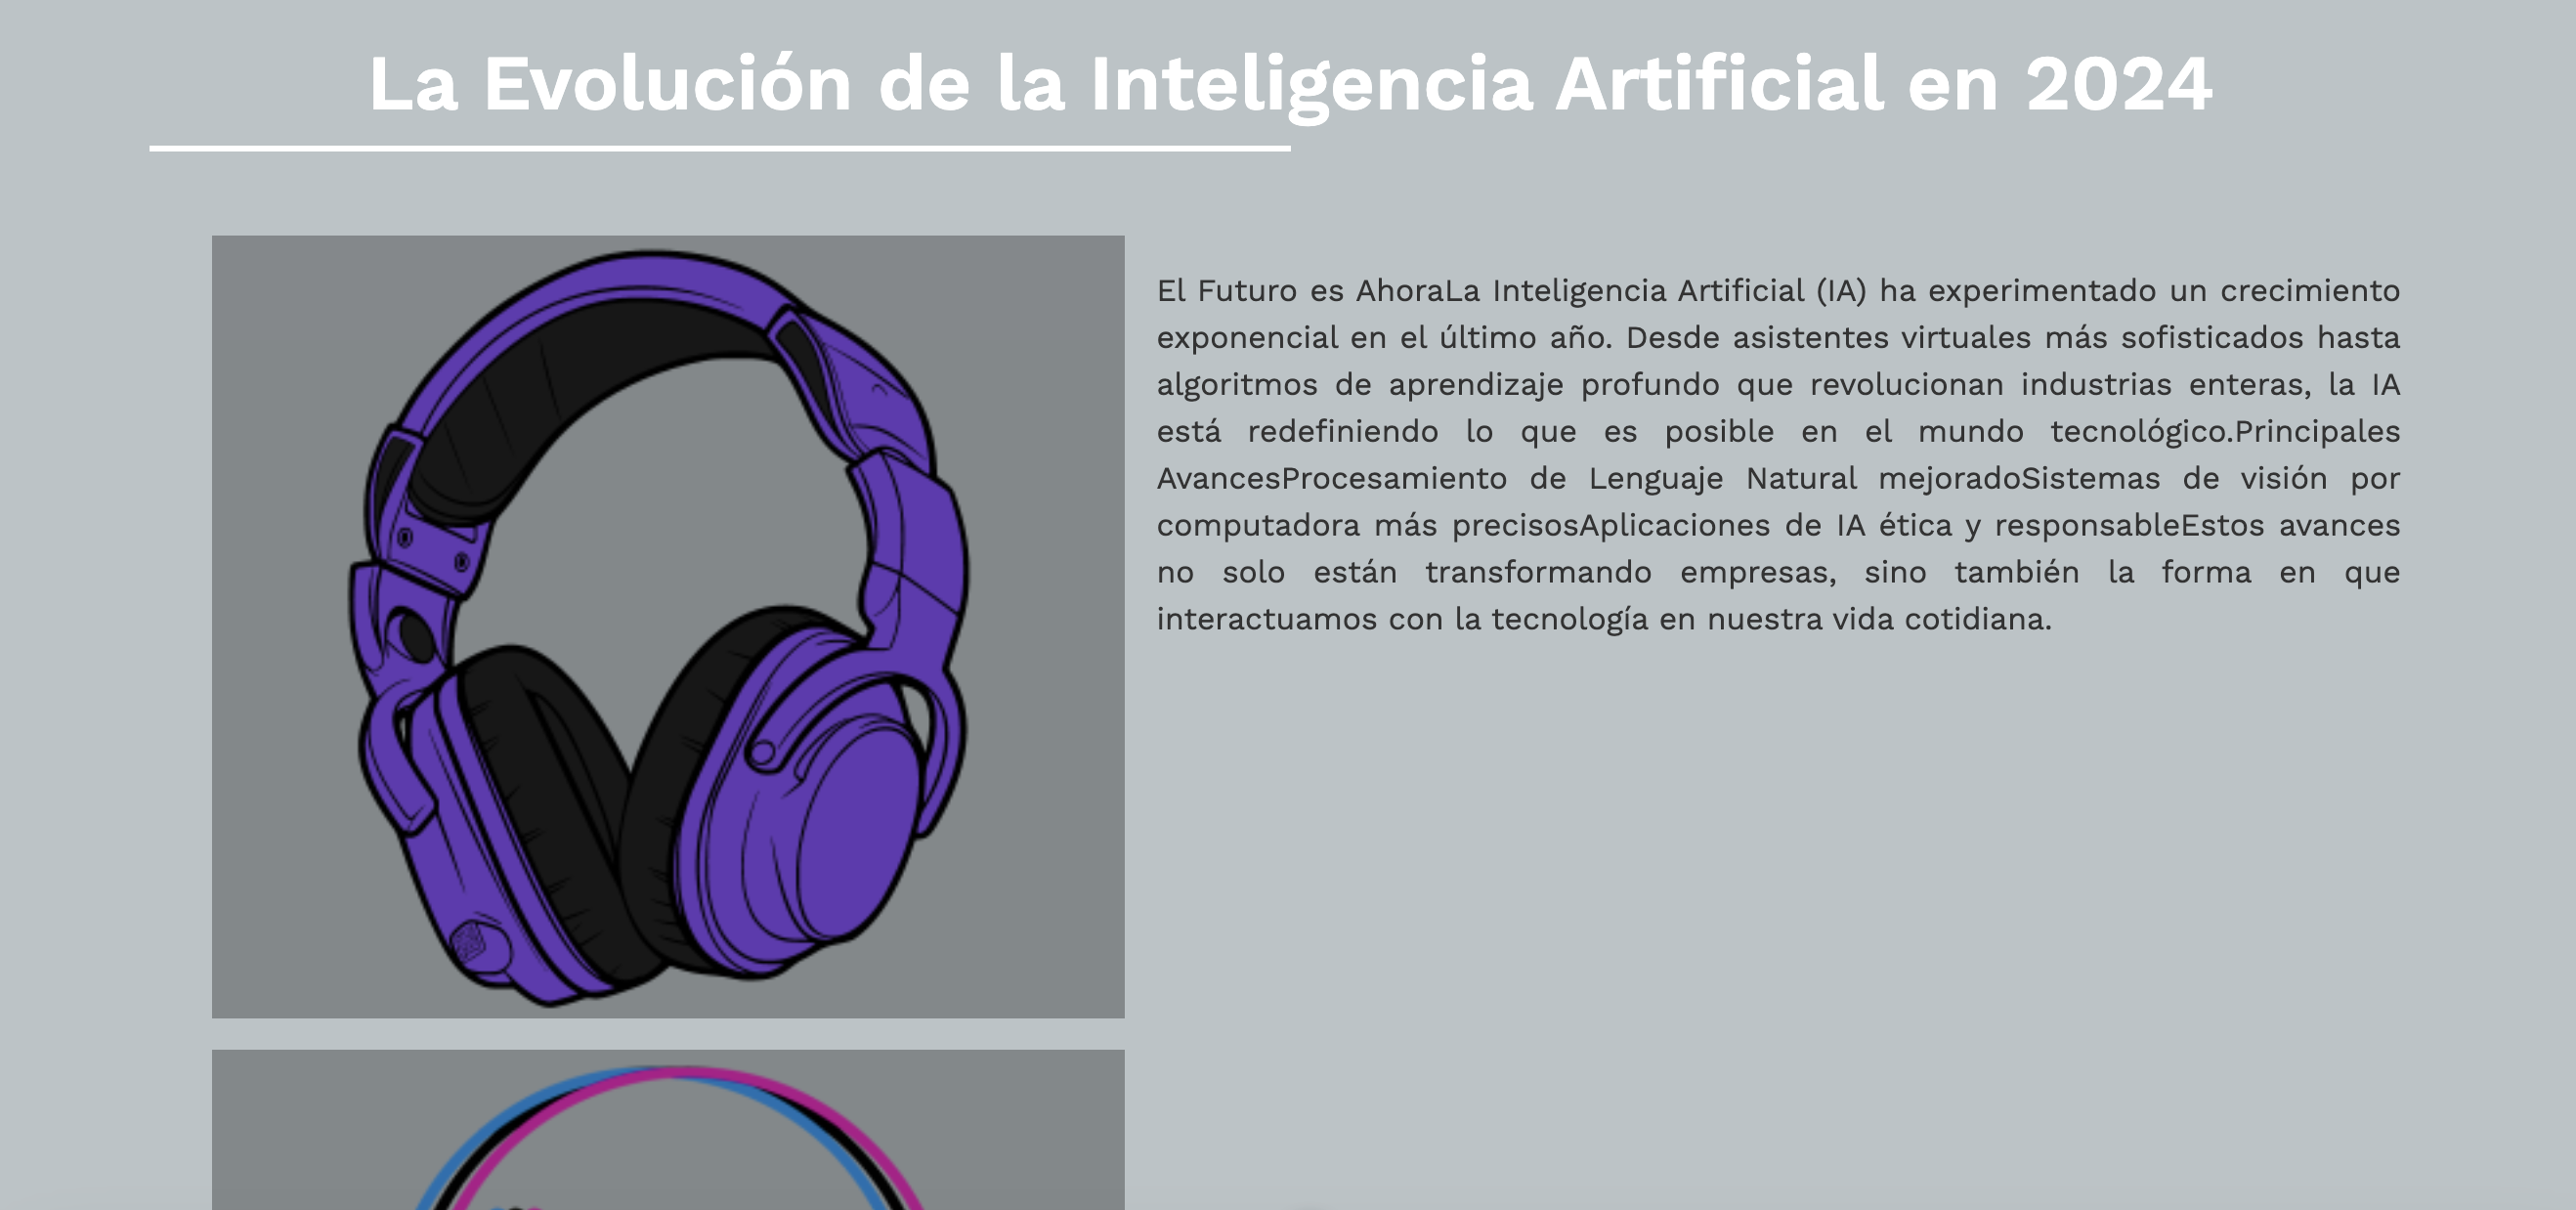 La Evolución de la Inteligencia Artificial en 2024
El Futuro es AhoraLa Inteligencia Artificial (IA) ha experimentado un crecimiento
exponencial en el último año. Desde asistentes virtuales más sofisticados hasta
algoritmos de aprendizaje profundo que revolucionan industrias enteras, la IA
está redefiniendo lo que es posible en el mundo tecnológico.Principales
AvancesProcesamiento de Lenguaje Natural mejoradoSistemas de visión por
computadora más precisosAplicaciones de IA ética y responsableEstos avances
no solo están transformando empresas, sino también la forma en que
interactuamos con la tecnología en nuestra vida cotidiana.